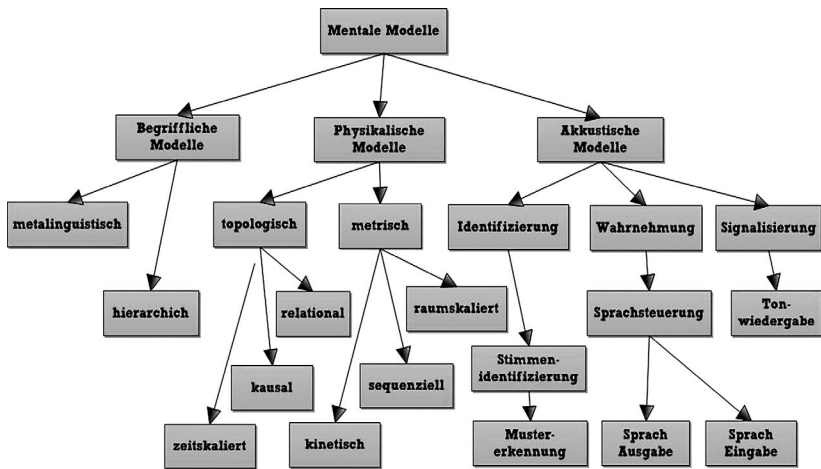 Mentale Modelle
Begriffliche
Modelle
Physikalische
Modelle
Akkustische
Modelle
metalinguistisch
topologisch
metrisch
Identifizierung
Wahrnehmung
Signalisierung
hierarchich
relational
raumskaliert
Sprachsteuerung
Ton-
wiedergabe
kausal
sequenziell
Stimmen-
identifizierung
zeitskaliert
kinetisch
Muster-
erkennung
Sprach
Ausgabe
Sprach
Eingabe